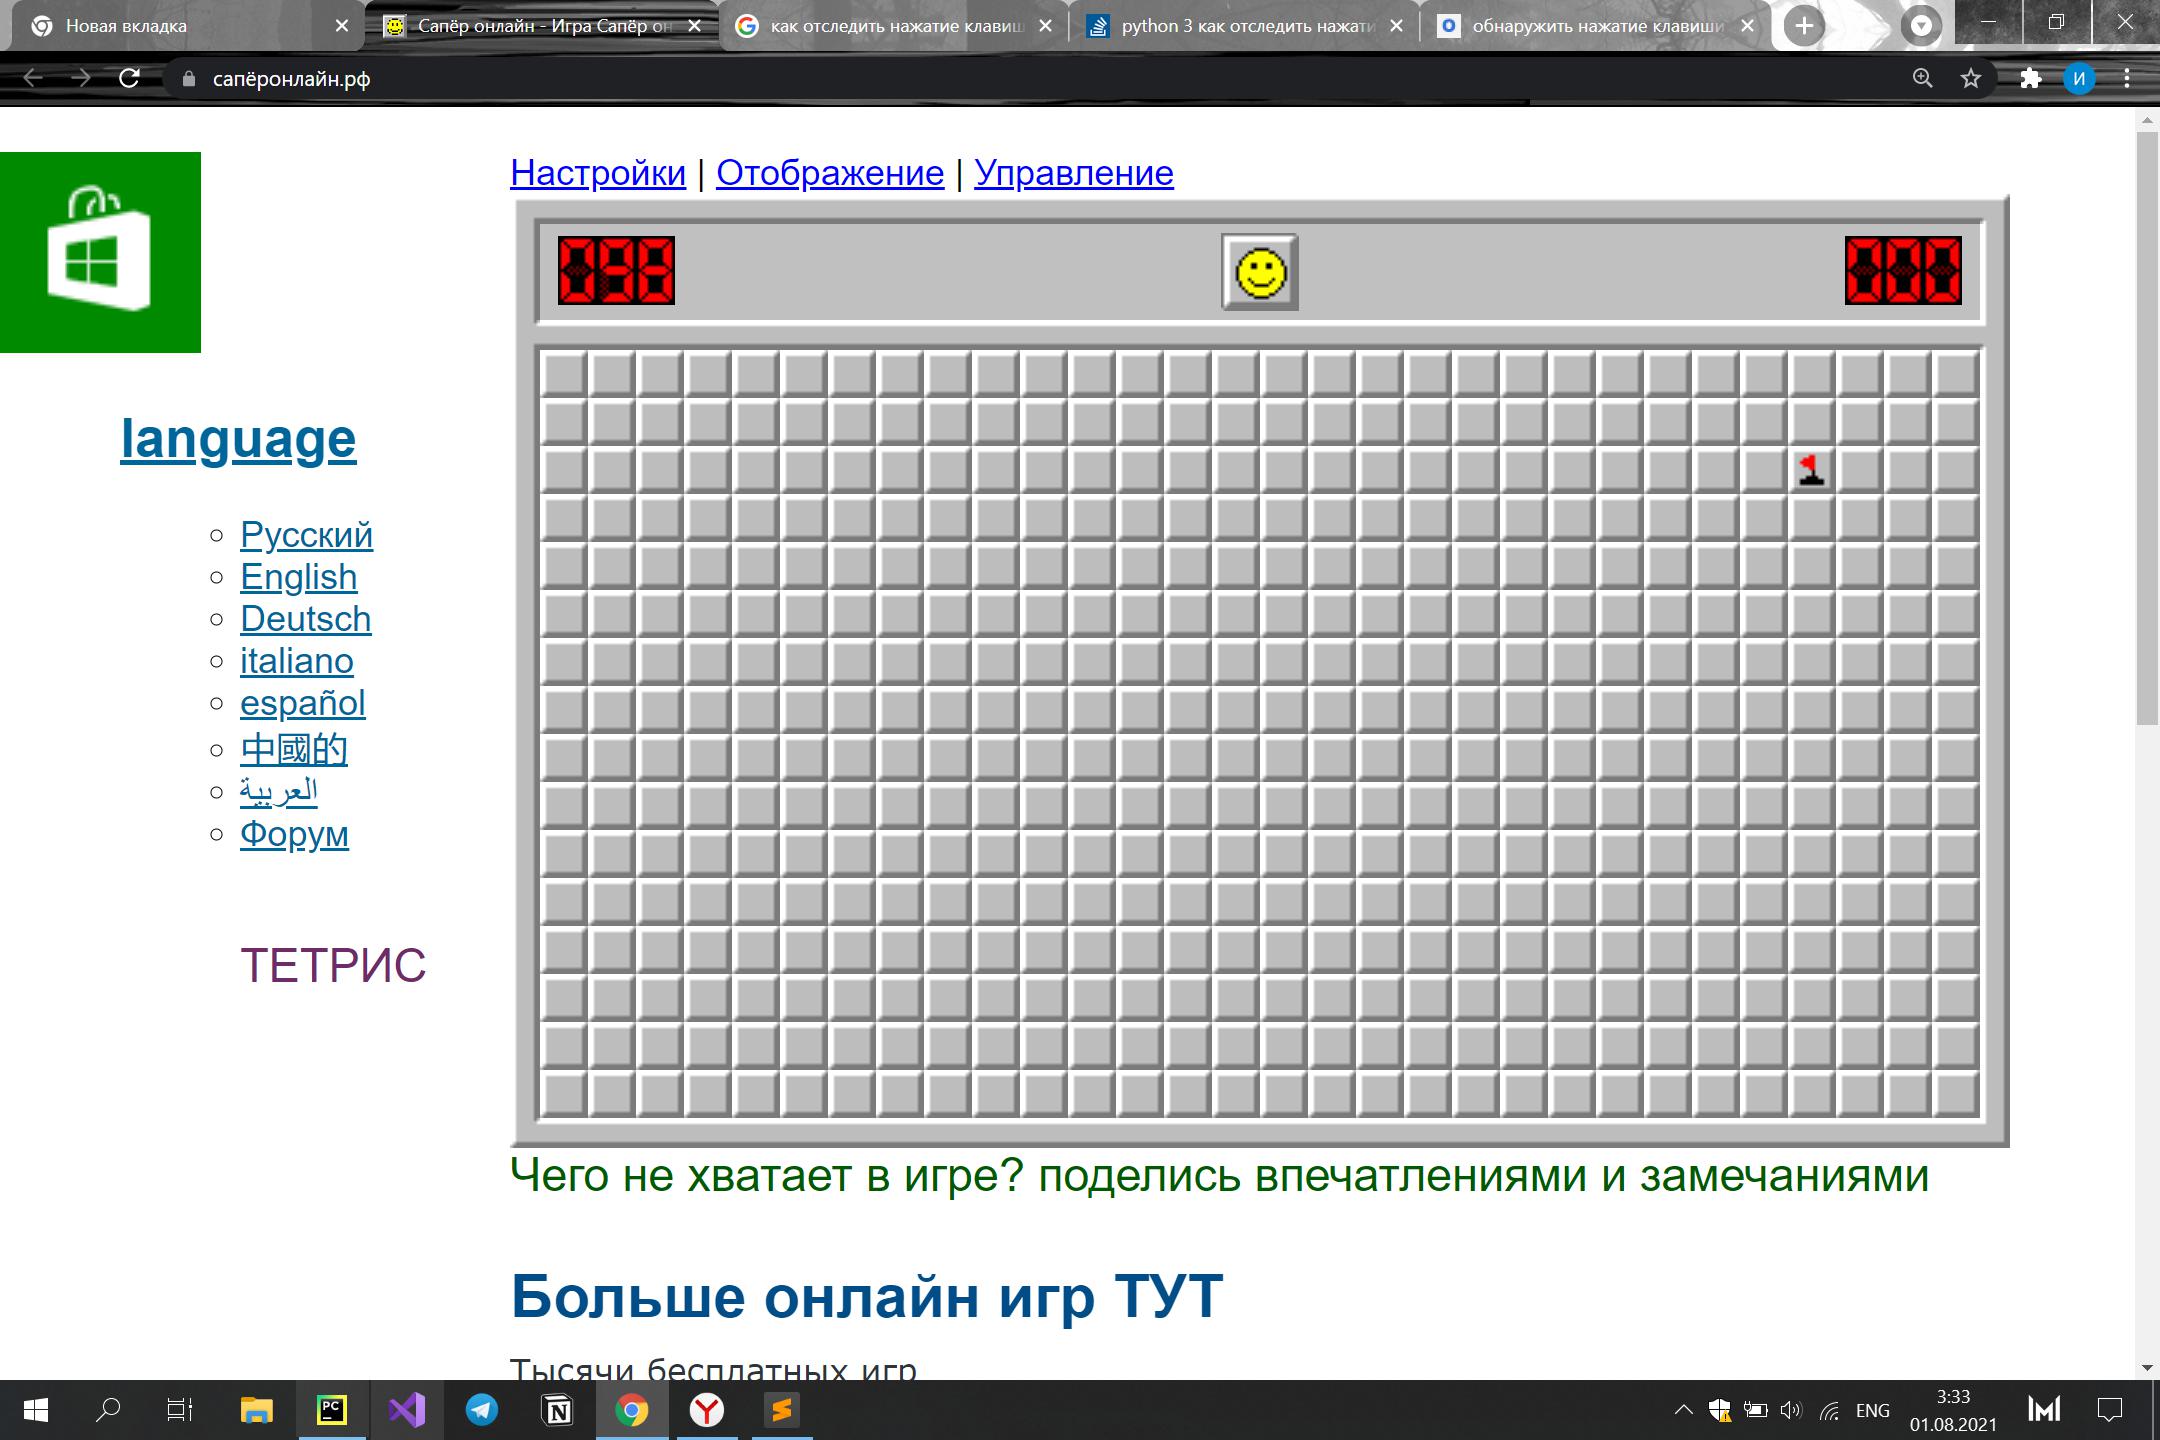 Новая вкладка
Сапёр онлайн - Игра Сапёр он
как отследить нажатие клавиш
python 3 как отследить нажати
обнаружить нажатие клавиши
сапёронлайн.рф
И
Настройки | Отображение | Управление
000
language
Русский
English
Deutsch
italiano
español
中國的
العربية
Форум
ТЕТРИС
Чего не хватает в игре? поделись впечатлениями и замечаниями
Больше онлайн игр ТУТ
Тысячи бесплатных игр
PC
ENG
3:33
01.08.2021